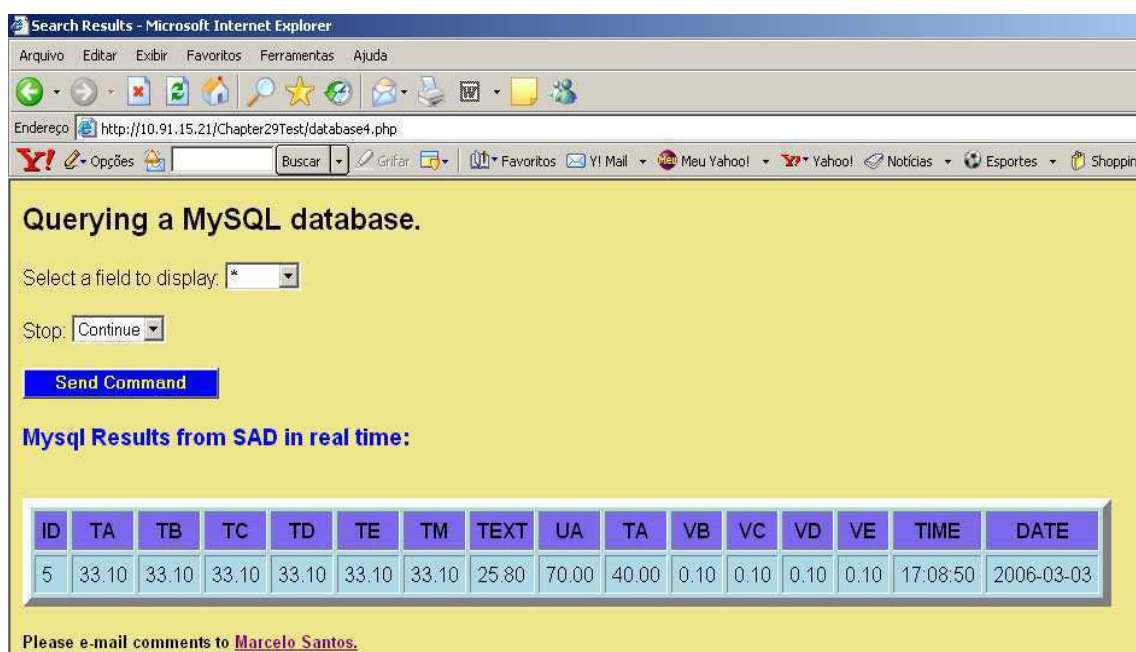 Search Results - Microsoft Internet Explorer
Arquivo Editar Exibir Favoritos Ferramentas Ajuda
Endereço http://10.91.15.21/Chapter29Test/database4.php
Y! Opções Buscar Grifar Favoritos Y! Mail Meu Meu Yahoo! Y! Yahoo! Notícias Esportes Shoppin
Querying a MySQL database.
Select a field to display: *
Stop: Continue
Send Command
Mysql Results from SAD in real time:
ID TA TB TC TD TE TM TEXT UA TA VB VC VD VE TIME DATE
5 33.10 33.10 33.10 33.10 33.10 33.10 25.80 70.00 40.00 0.10 0.10 0.10 0.10 17:08:50 2006-03-03
Please e-mail comments to Marcelo Santos.